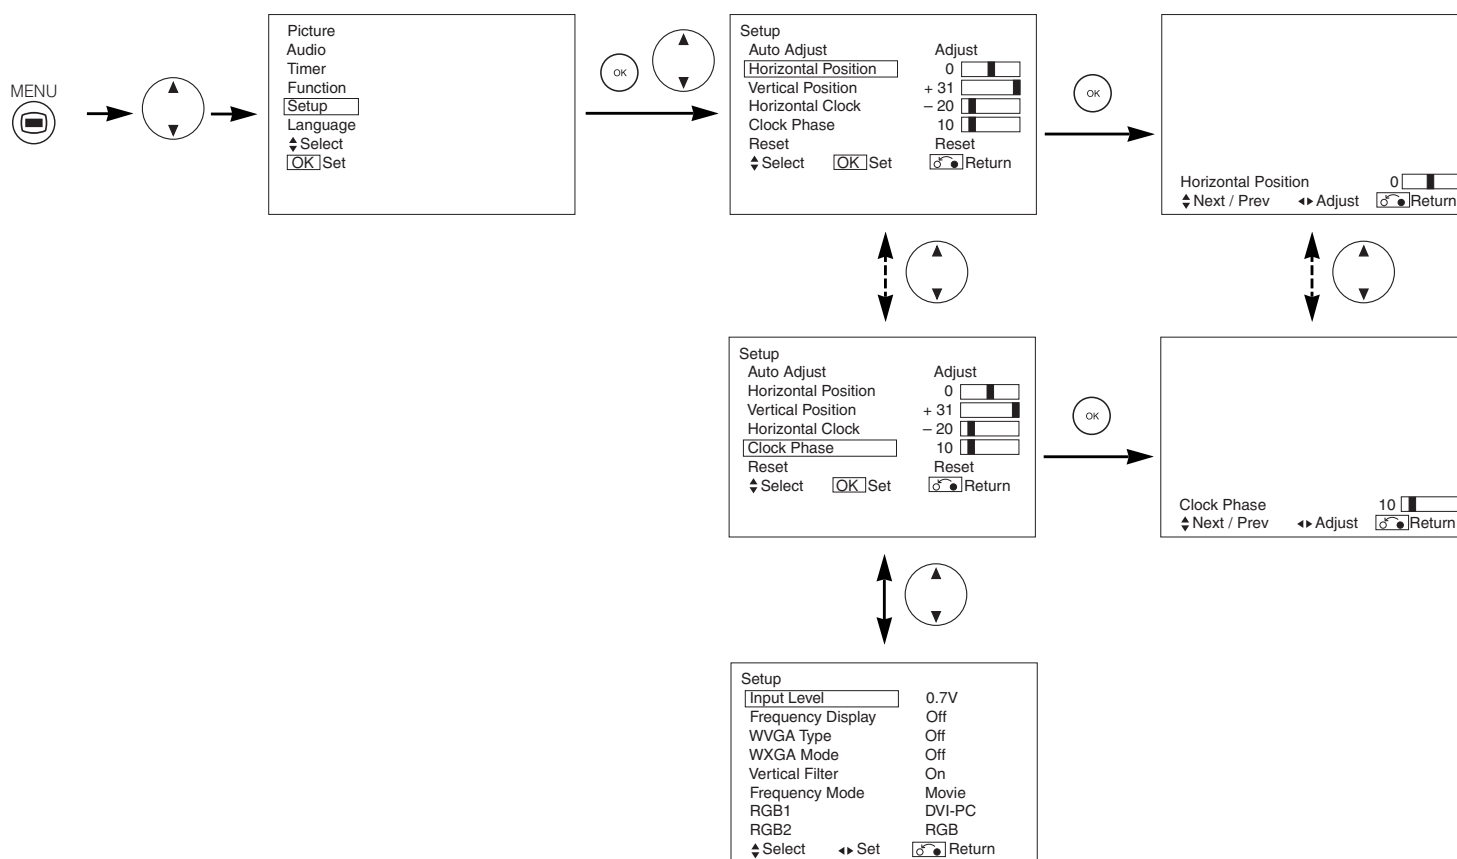 MENU
Picture
Audio
Timer
Function
Setup
Language
Select
OK Set
OK
Setup
Auto Adjust Adjust
Horizontal Position 0
Vertical Position + 31
Horizontal Clock – 20
Clock Phase 10
Reset Reset
Select OK Set Return
OK
Horizontal Position 0
Next / Prev Adjust Return
Setup
Auto Adjust Adjust
Horizontal Position 0
Vertical Position + 31
Horizontal Clock – 20
Clock Phase 10
Reset Reset
Select OK Set Return
OK
Clock Phase 10
Next / Prev Adjust Return
Setup
Input Level 0.7V
Frequency Display Off
WVGA Type Off
WXGA Mode Off
Vertical Filter On
Frequency Mode Movie
RGB1 DVI-PC
RGB2 RGB
Select Set Return